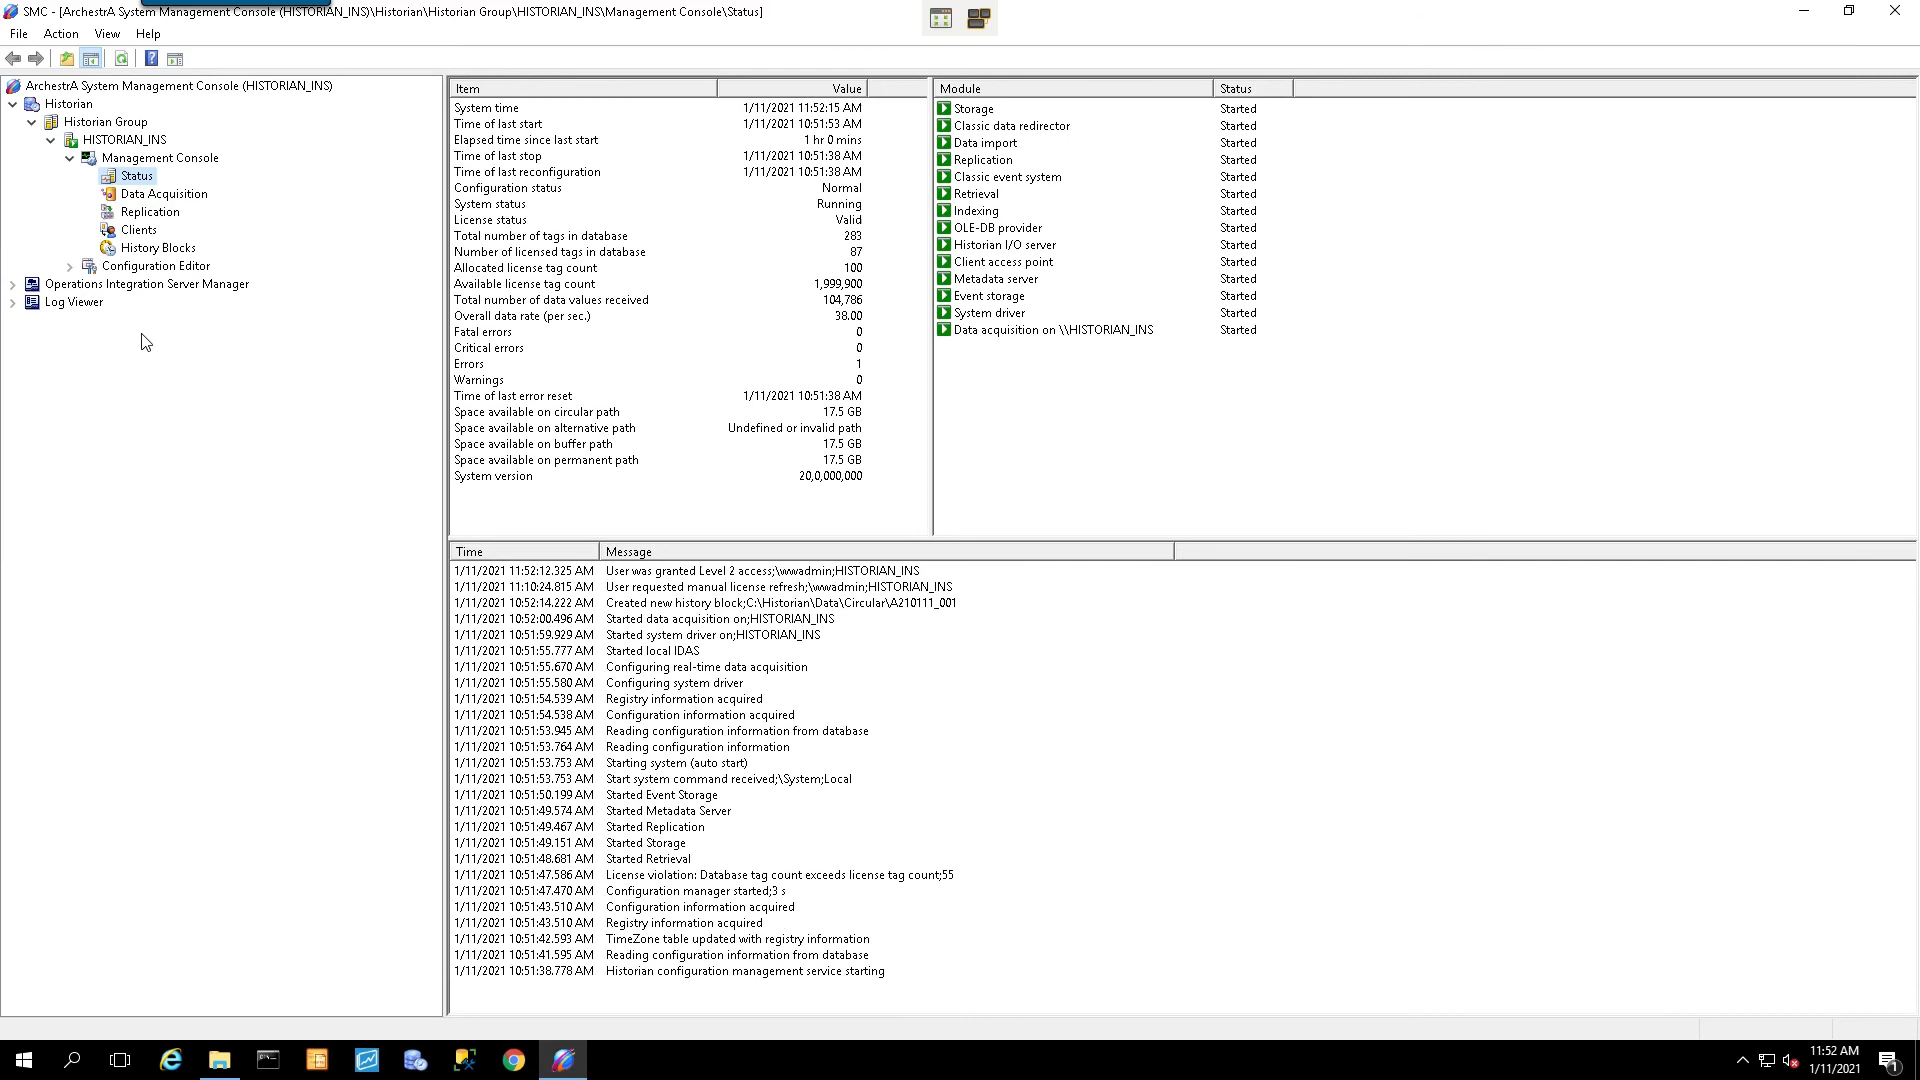 SMC - [ArchestrA System Management Console (HISTORIAN_INS)\Historian\Historian Group\HISTORIAN_INS\Management Console\Status]
File Action View Help
ArchestrA System Management Console (HISTORIAN_INS)
Historian
Historian Group
HISTORIAN_INS
Management Console
Status
Data Acquisition
Replication
Clients
History Blocks
Configuration Editor
Operations Integration Server Manager
Log Viewer
Item Value
System time 1/11/2021 11:52:15 AM
Time of last start 1/11/2021 10:51:53 AM
Elapsed time since last start 1 hr 0 mins
Time of last stop 1/11/2021 10:51:38 AM
Time of last reconfiguration 1/11/2021 10:51:38 AM
Configuration status Normal
System status Running
License status Valid
Total number of tags in database 283
Number of licensed tags in database 87
Allocated license tag count 100
Available license tag count 1,999,900
Total number of data values received 104,786
Overall data rate (per sec.) 38.00
Fatal errors 0
Critical errors 0
Errors 1
Warnings 0
Time of last error reset 1/11/2021 10:51:38 AM
Space available on circular path 17.5 GB
Space available on alternative path Undefined or invalid path
Space available on buffer path 17.5 GB
Space available on permanent path 17.5 GB
System version 20,0,000,000
Module Status
Storage Started
Classic data redirector Started
Data import Started
Replication Started
Classic event system Started
Retrieval Started
Indexing Started
OLE-DB provider Started
Historian I/O server Started
Client access point Started
Metadata server Started
Event storage Started
System driver Started
Data acquisition on \\HISTORIAN_INS Started
Time Message
1/11/2021 11:52:12.325 AM User was granted Level 2 access;\wwadmin;HISTORIAN_INS
1/11/2021 11:10:24.815 AM User requested manual license refresh;\wwadmin;HISTORIAN_INS
1/11/2021 10:52:14.222 AM Created new history block;C:\Historian\Data\Circular\A210111_001
1/11/2021 10:52:00.496 AM Started data acquisition on;HISTORIAN_INS
1/11/2021 10:51:59.929 AM Started system driver on;HISTORIAN_INS
1/11/2021 10:51:55.777 AM Started local IDAS
1/11/2021 10:51:55.670 AM Configuring real-time data acquisition
1/11/2021 10:51:55.580 AM Configuring system driver
1/11/2021 10:51:54.539 AM Registry information acquired
1/11/2021 10:51:54.538 AM Configuration information acquired
1/11/2021 10:51:53.945 AM Reading configuration information from database
1/11/2021 10:51:53.764 AM Reading configuration information
1/11/2021 10:51:53.753 AM Starting system (auto start)
1/11/2021 10:51:53.753 AM Start system command received;\System;Local
1/11/2021 10:51:50.199 AM Started Event Storage
1/11/2021 10:51:49.574 AM Started Metadata Server
1/11/2021 10:51:49.467 AM Started Replication
1/11/2021 10:51:49.151 AM Started Storage
1/11/2021 10:51:48.681 AM Started Retrieval
1/11/2021 10:51:47.586 AM License violation: Database tag count exceeds license tag count;55
1/11/2021 10:51:47.470 AM Configuration manager started;3 s
1/11/2021 10:51:43.510 AM Configuration information acquired
1/11/2021 10:51:43.510 AM Registry information acquired
1/11/2021 10:51:42.593 AM TimeZone table updated with registry information
1/11/2021 10:51:41.595 AM Reading configuration information from database
1/11/2021 10:51:38.778 AM Historian configuration management service starting
11:52 AM
1/11/2021
1